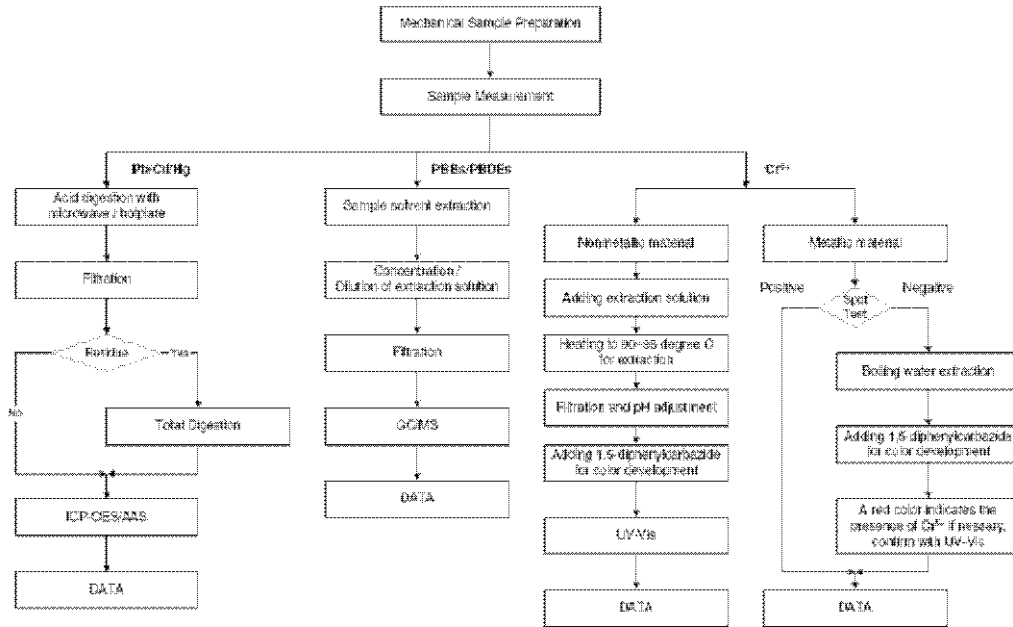 Mechanical Sample Preparation
Sample Measurement
Pb/Cd/Hg
PBBs/PBDEs
Cr⁶⁺
Acid digestion with
microwave / hotplate
Sample solvent extraction
Nonmetallic material
Metallic material
Filtration
Concentration /
Dilution of extraction solution
Adding extraction solution
Positive
Negative
Spot
Test
Residue
Yes
No
Filtration
Heating to 90~95 degree C
for extraction
Boiling water extraction
Total Digestion
GC/MS
Filtration and pH adjustment
Adding 1,5-diphenylcarbazide
for color development
Adding 1,5-diphenylcarbazide
for color development
ICP-OES/AAS
DATA
UV-Vis
A red color indicates the
presence of Cr⁶⁺ If nessary,
confirm with UV-Vis
DATA
DATA
DATA